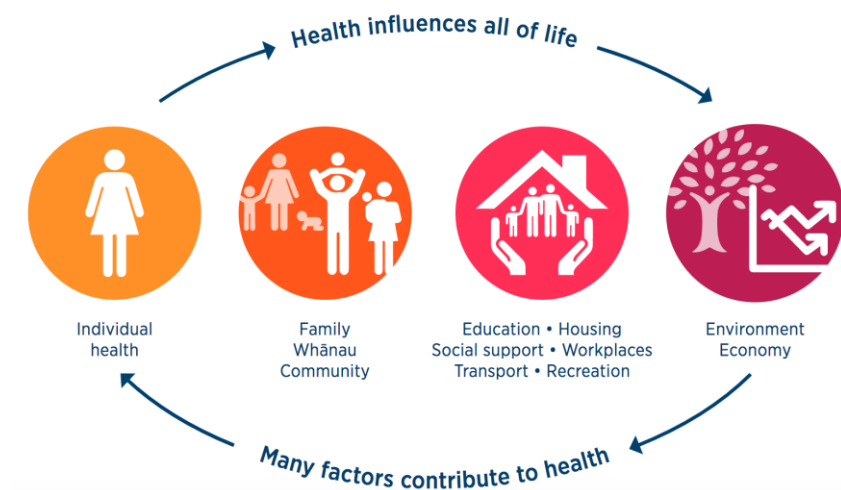 Health influences all of life
Individual
health
Family
Whānau
Community
Education • Housing
Social support • Workplaces
Transport • Recreation
Environment
Economy
Many factors contribute to health